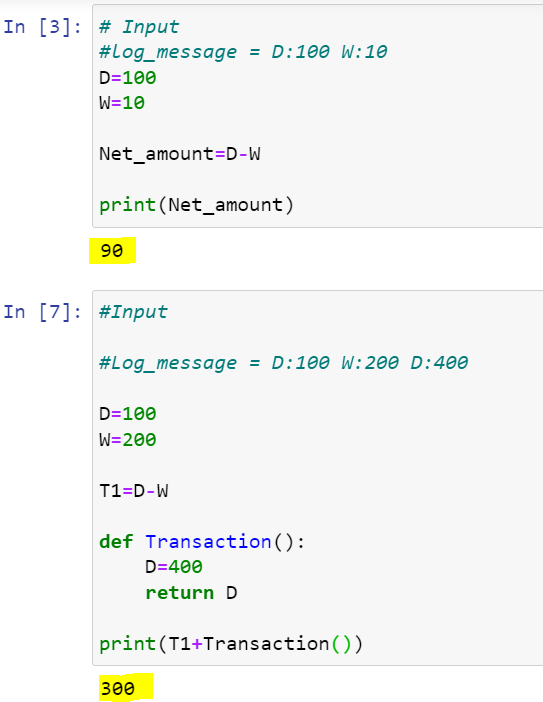 In [3]: # Input
#log_message = D:100 W:10
D=100
W=10
Net_amount=D-W
print(Net_amount)
90
In [7]: #Input
#Log_message = D:100 W:200 D:400
D=100
W=200
T1=D-W
def Transaction():
D=400
return D
print(T1+Transaction())
300